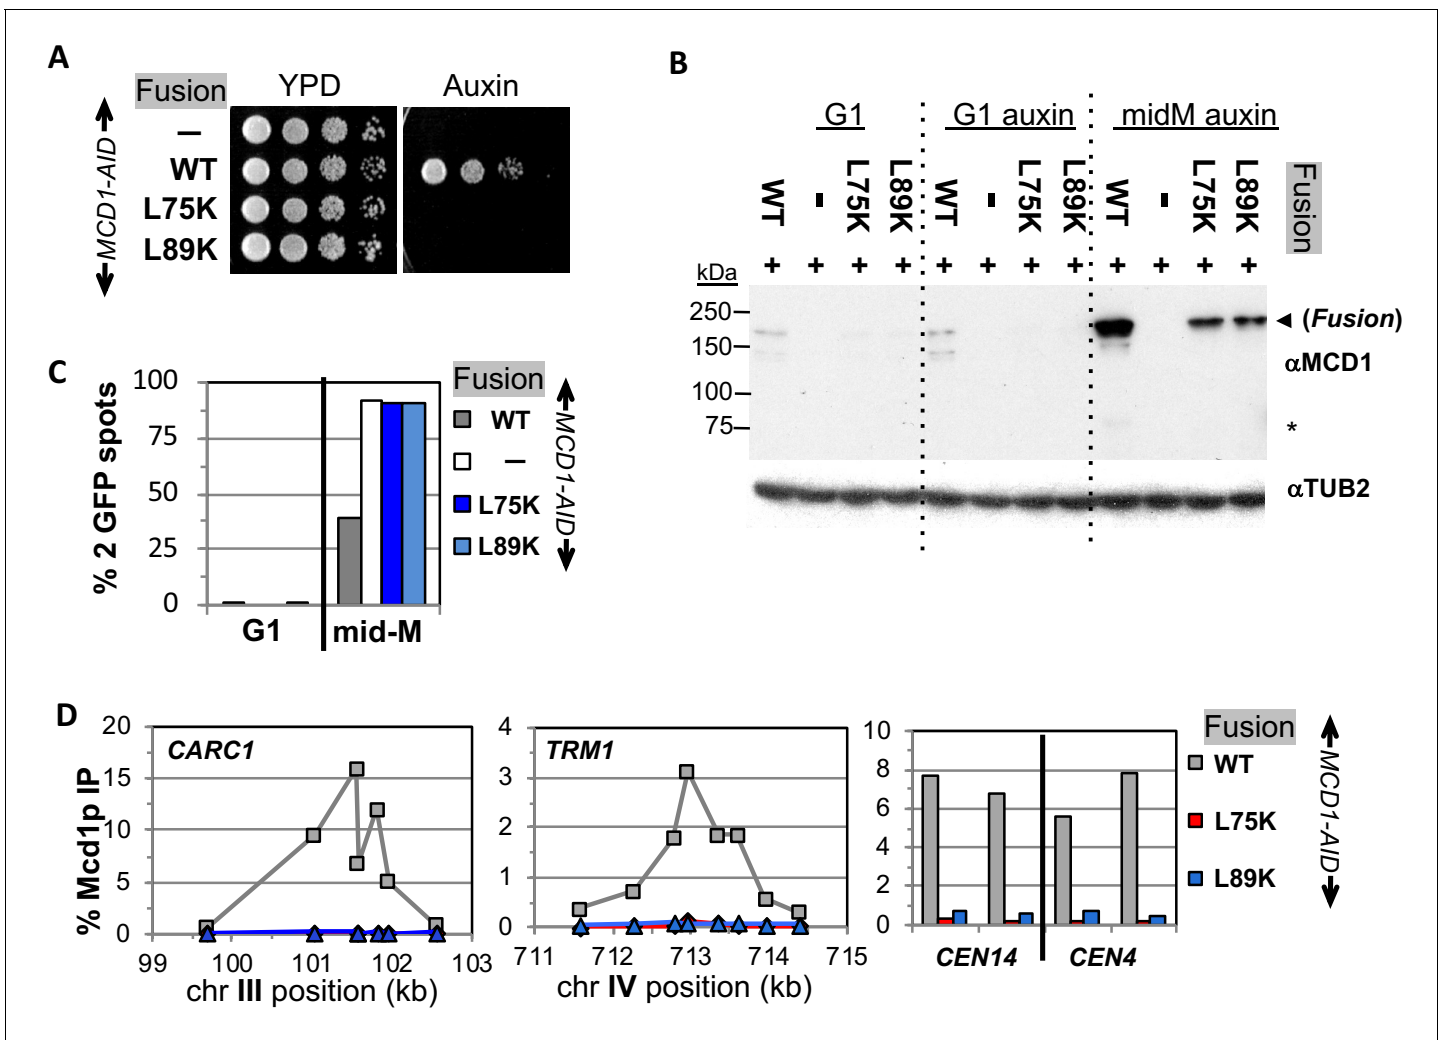 A
Fusion YPD Auxin
–
WT
L75K
L89K
MCD1-AID
B
G1 G1 auxin midM auxin
WT - L75K L89K WT - L75K L89K WT - L75K L89K Fusion
+ + + + + + + + + + + +
kDa
250
150
100
75
(Fusion)
αMCD1
*
αTUB2
C
% 2 GFP spots
100
75
50
25
0
G1 mid-M
Fusion
WT
–
L75K
L89K
MCD1-AID
D
% Mcd1p IP
20
15
10
5
0
CARC1
99 100 101 102 103
chr III position (kb)
4
3
2
1
0
TRM1
711 712 713 714 715
chr IV position (kb)
10
8
6
4
2
0
CEN14 CEN4
Fusion
WT
L75K
L89K
MCD1-AID